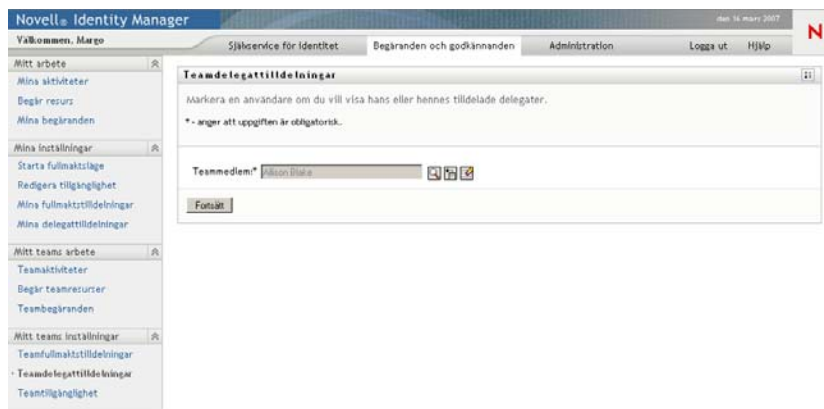 Novell® Identity Manager
den 16 mars 2007
Välkommen, Margo
Självservice för identitet
Begäranden och godkännanden
Administration
Logga ut
Hjälp
N
Mitt arbete
Mina aktiviteter
Begär resurs
Mina begäranden
Mina inställningar
Starta fullmaktsläge
Redigera tillgänglighet
Mina fullmaktstilldelningar
Mina delegattilldelningar
Mitt teams arbete
Teamaktiviteter
Begär teamresurser
Teambegäranden
Mitt teams inställningar
Teamfullmaktstilldelningar
Teamdelegattilldelningar
Teamtillgänglighet
Teamdelegattilldelningar
Markera en användare om du vill visa hans eller hennes tilldelade delegater.
* - anger att uppgiften är obligatorisk.
Teammedlem:* Allison Blake
Fortsätt